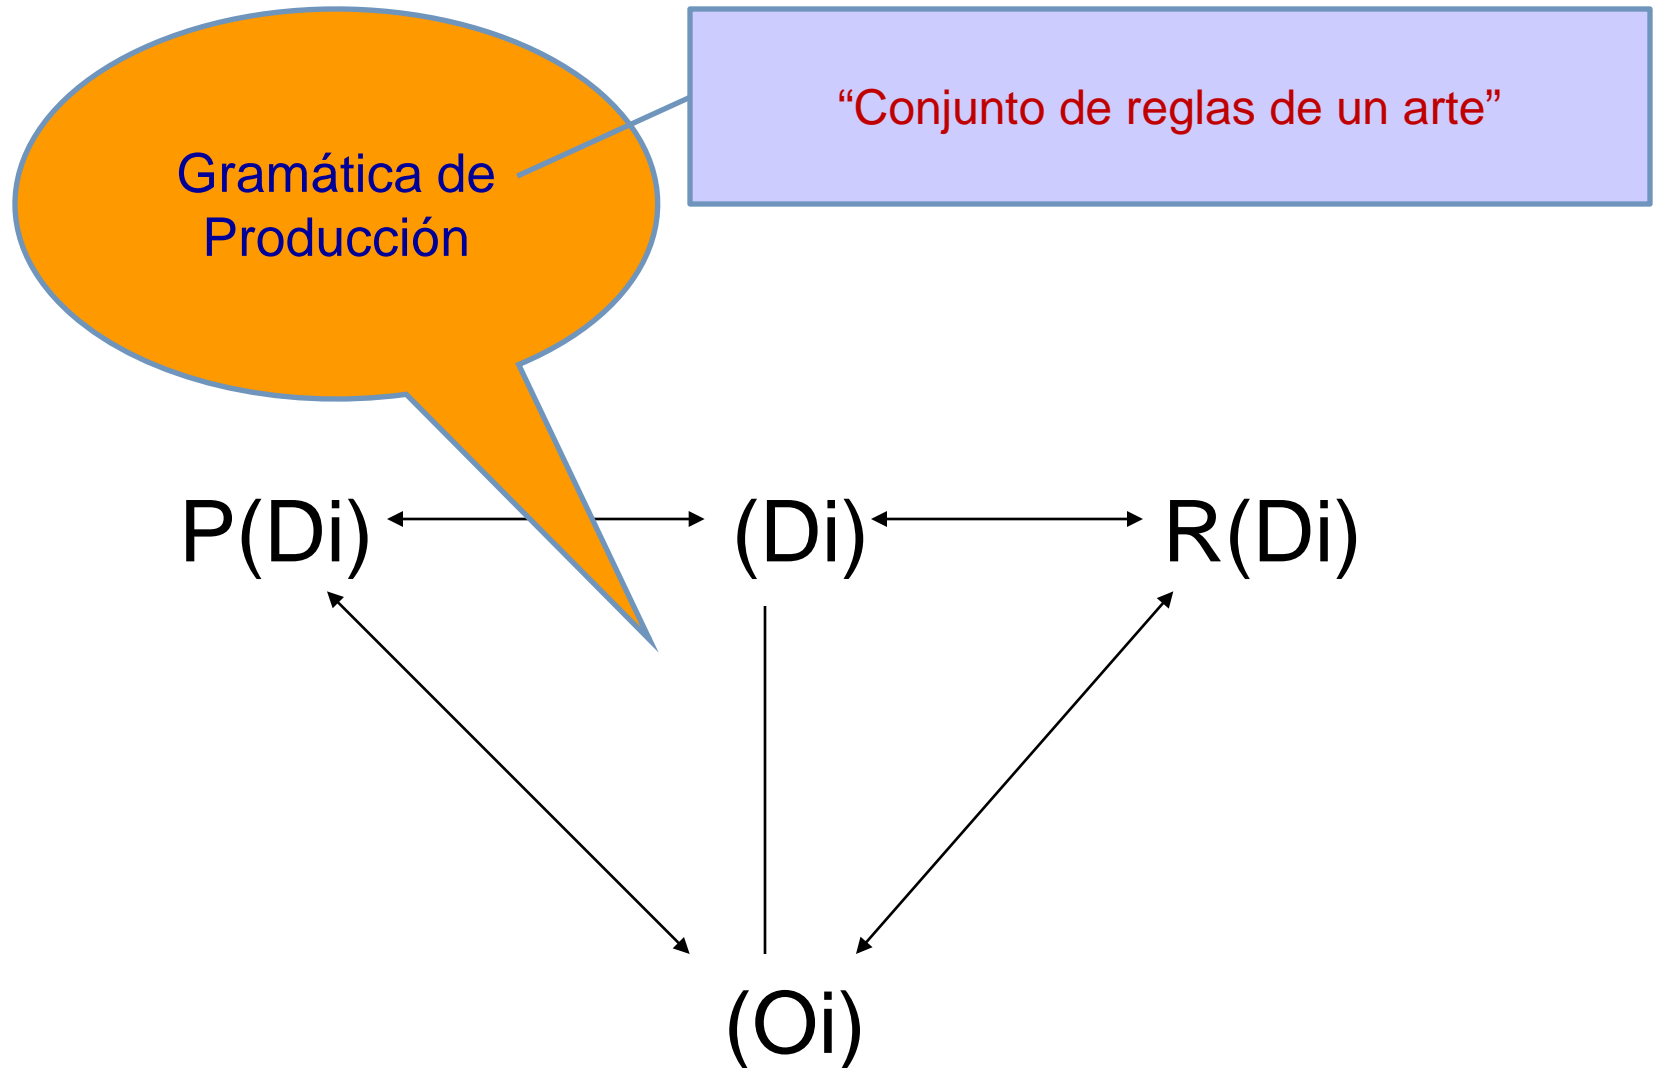 “Conjunto de reglas de un arte”
Gramática de
Producción
P(Di) (Di) R(Di)
(Oi)